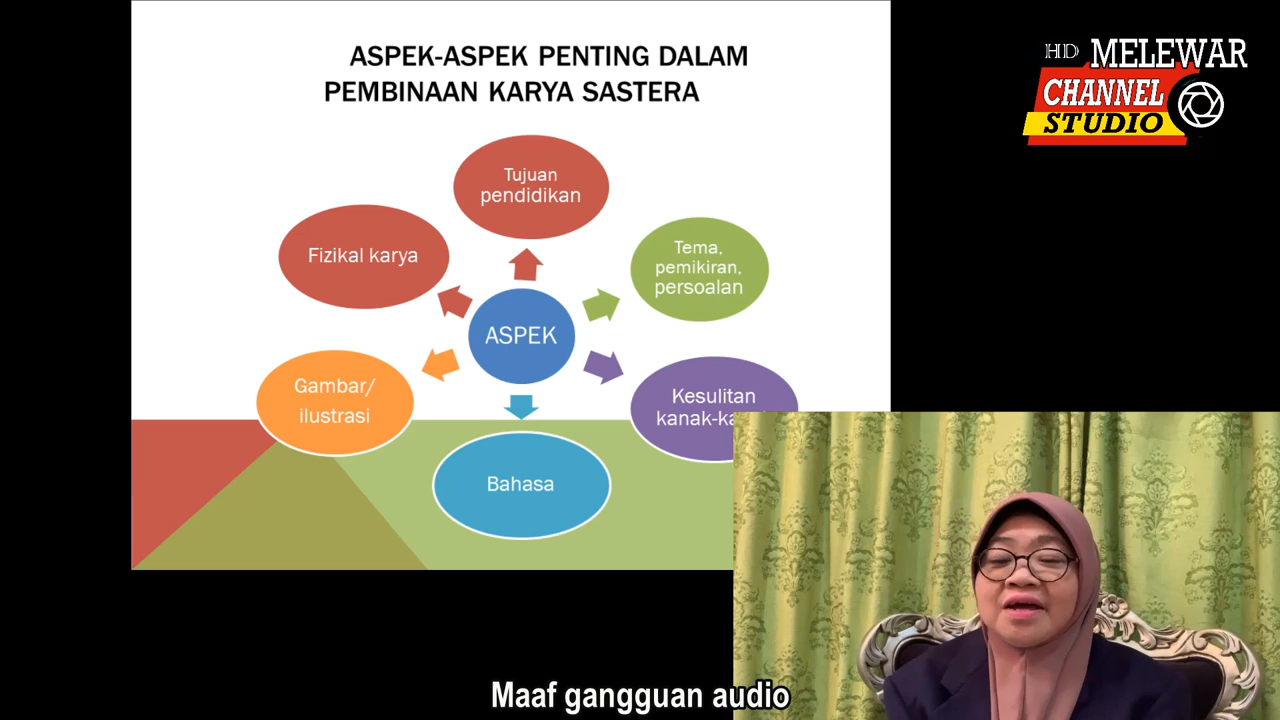 ASPEK-ASPEK PENTING DALAM
PEMBINAAN KARYA SASTERA
HD MELEWAR
CHANNEL
STUDIO
Tujuan
pendidikan
Fizikal karya
Tema,
pemikiran,
persoalan
ASPEK
Gambar/
ilustrasi
Kesulitan
Bahasa
Maaf gangguan audio